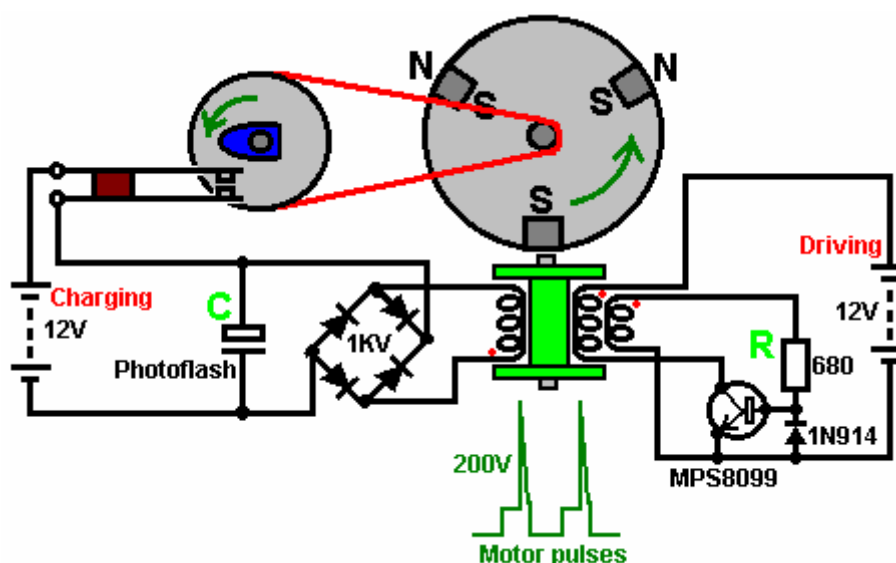 N
S
N
S
S
Charging
12V
C
Photoflash
1KV
Driving
12V
R
680
1N914
MPS8099
200V
Motor pulses